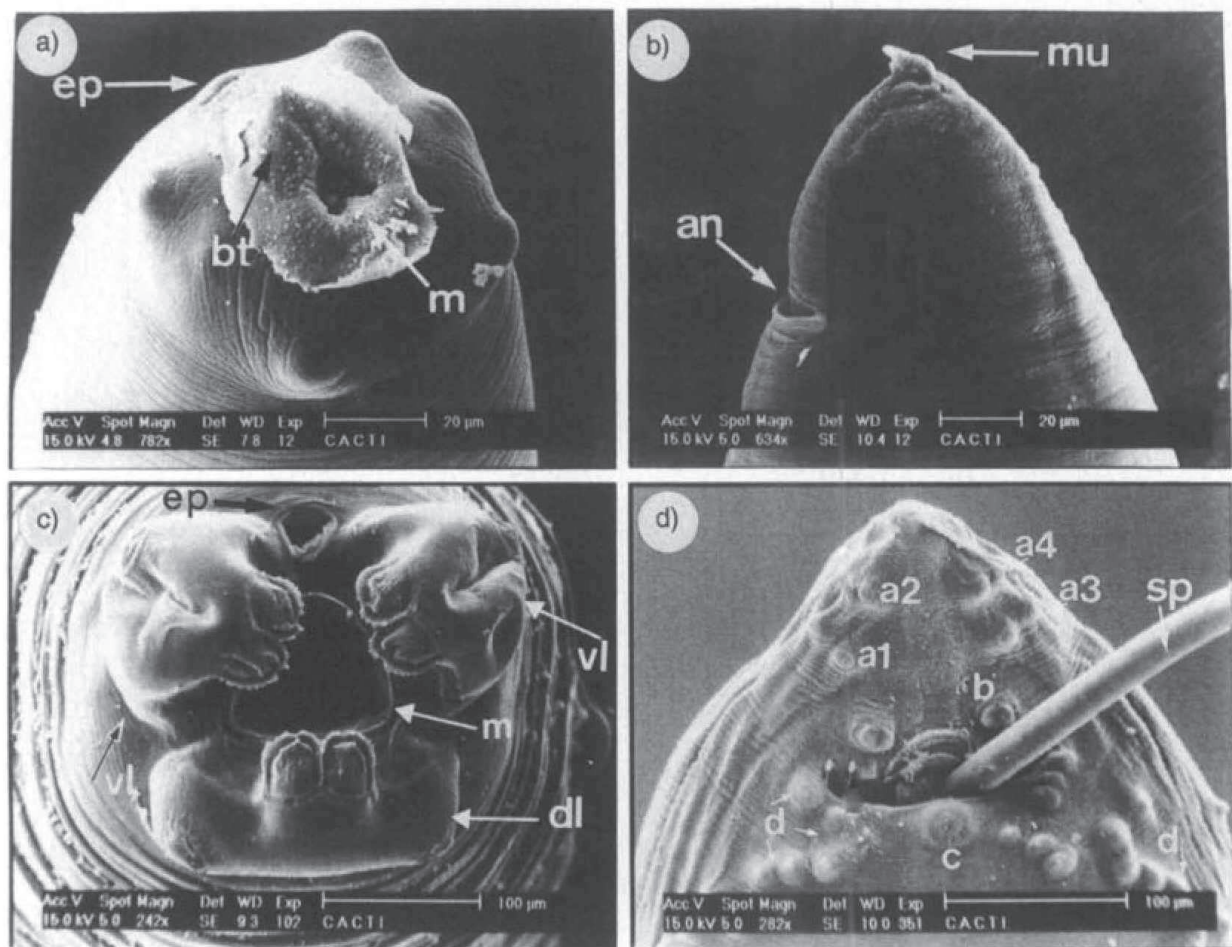 a)
ep
bt
m
Acc.V Spot Magn Det WD Exp 20 µm
15.0 kV 4.8 782x SE 7.8 12 CACTI
b)
mu
an
Acc.V Spot Magn Det WD Exp 20 µm
15.0 kV 5.0 634x SE 10.4 12 CACTI
c)
ep
vl
m
vl
dl
Acc.V Spot Magn Det WD Exp 100 µm
15.0 kV 5.0 242x SE 9.3 102 CACTI
d)
a4
a2
a3
sp
a1
b
d
c
d
Acc.V Spot Magn Det WD Exp 100 µm
15.0 kV 5.0 282x SE 10.0 351 CACTI